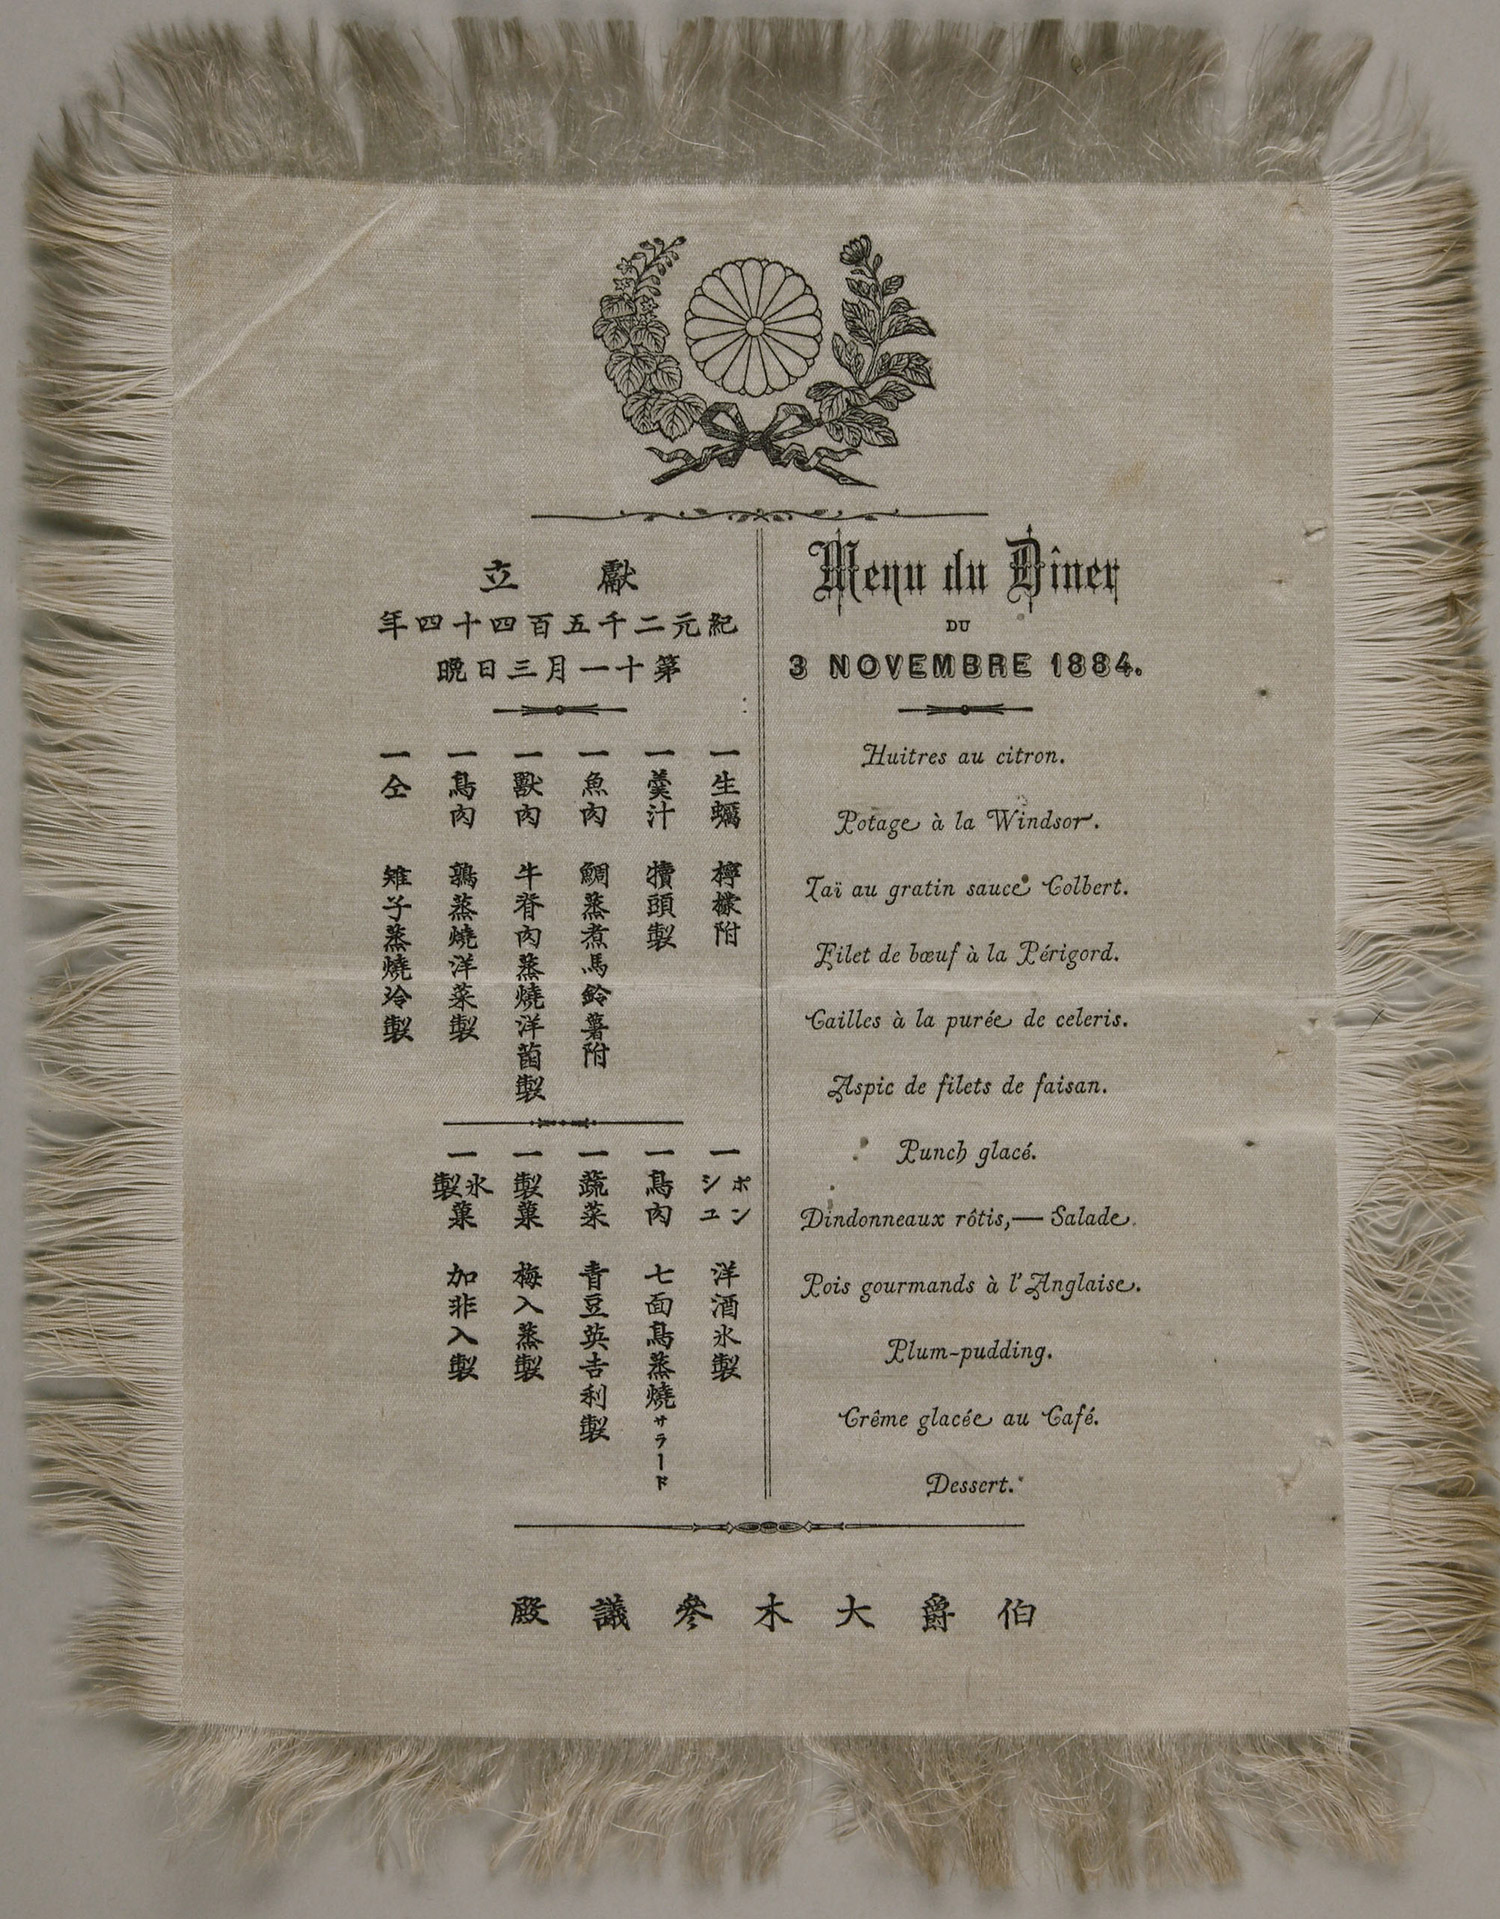 獻立
紀元二千五百四十四年
第十一月三日晩
一生蠣 檸檬附
一羹汁 犢頭製
一魚肉 鯛蒸煮馬鈴薯附
一獸肉 牛脊肉蒸燒洋菌製
一鳥肉 鶉蒸燒洋菜製
一仝 雉子蒸燒冷製
一ポンシユ 洋酒氷製
一鳥肉 七面鳥蒸燒サラード
一蔬菜 青豆英吉利製
一製菓 梅入蒸製
一氷製菓 加非入製
Menu du Dîner
DU
3 NOVEMBRE 1884.
Huitres au citron.
Potage à la Windsor.
Taï au gratin sauce Colbert.
Filet de bœuf à la Périgord.
Cailles à la purée de celeris.
Aspic de filets de faisan.
Punch glacé.
Dindonneaux rôtis,— Salade.
Pois gourmands à l'Anglaise.
Plum-pudding.
Crême glacée au Café.
Dessert.
伯爵大木參議殿